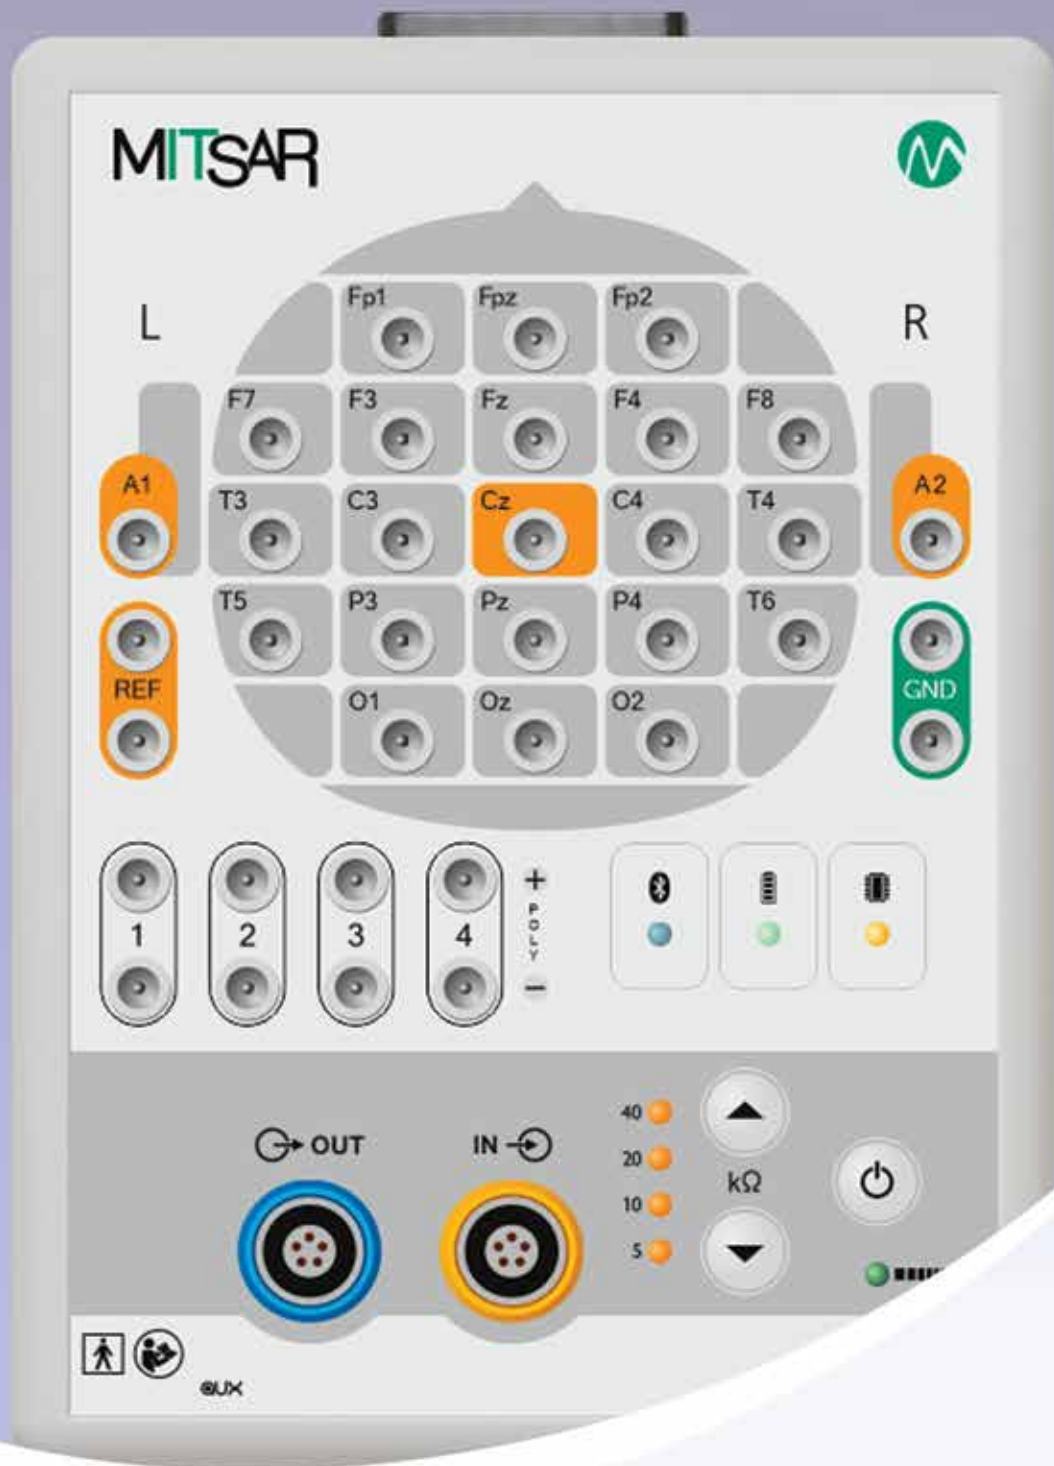 MITSAR
L
R
Fp1 Fpz Fp2
F7 F3 Fz F4 F8
A1 T3 C3 Cz C4 T4 A2
T5 P3 Pz P4 T6
REF GND
O1 Oz O2
1 2 3 4
+
POLY
−
OUT
IN
40
20
kΩ
10
5